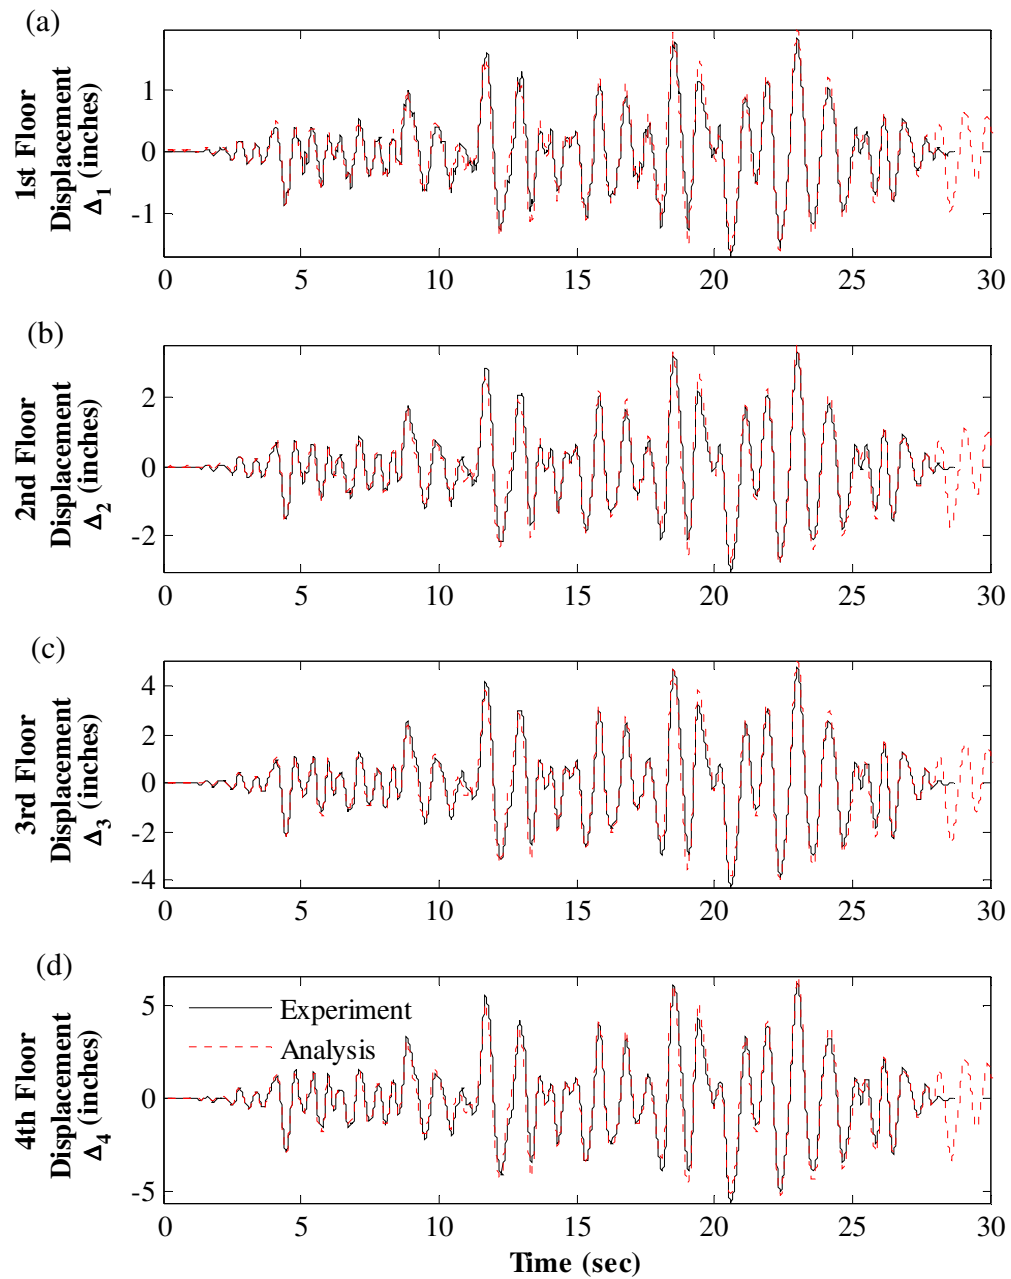 (a)
1st Floor
Displacement
Δ1 (inches)
1
0
-1
0 5 10 15 20 25 30
(b)
2nd Floor
Displacement
Δ2 (inches)
2
0
-2
0 5 10 15 20 25 30
(c)
3rd Floor
Displacement
Δ3 (inches)
4
2
0
-2
-4
0 5 10 15 20 25 30
(d)
4th Floor
Displacement
Δ4 (inches)
5
0
-5
Experiment
Analysis
0 5 10 15 20 25 30
Time (sec)